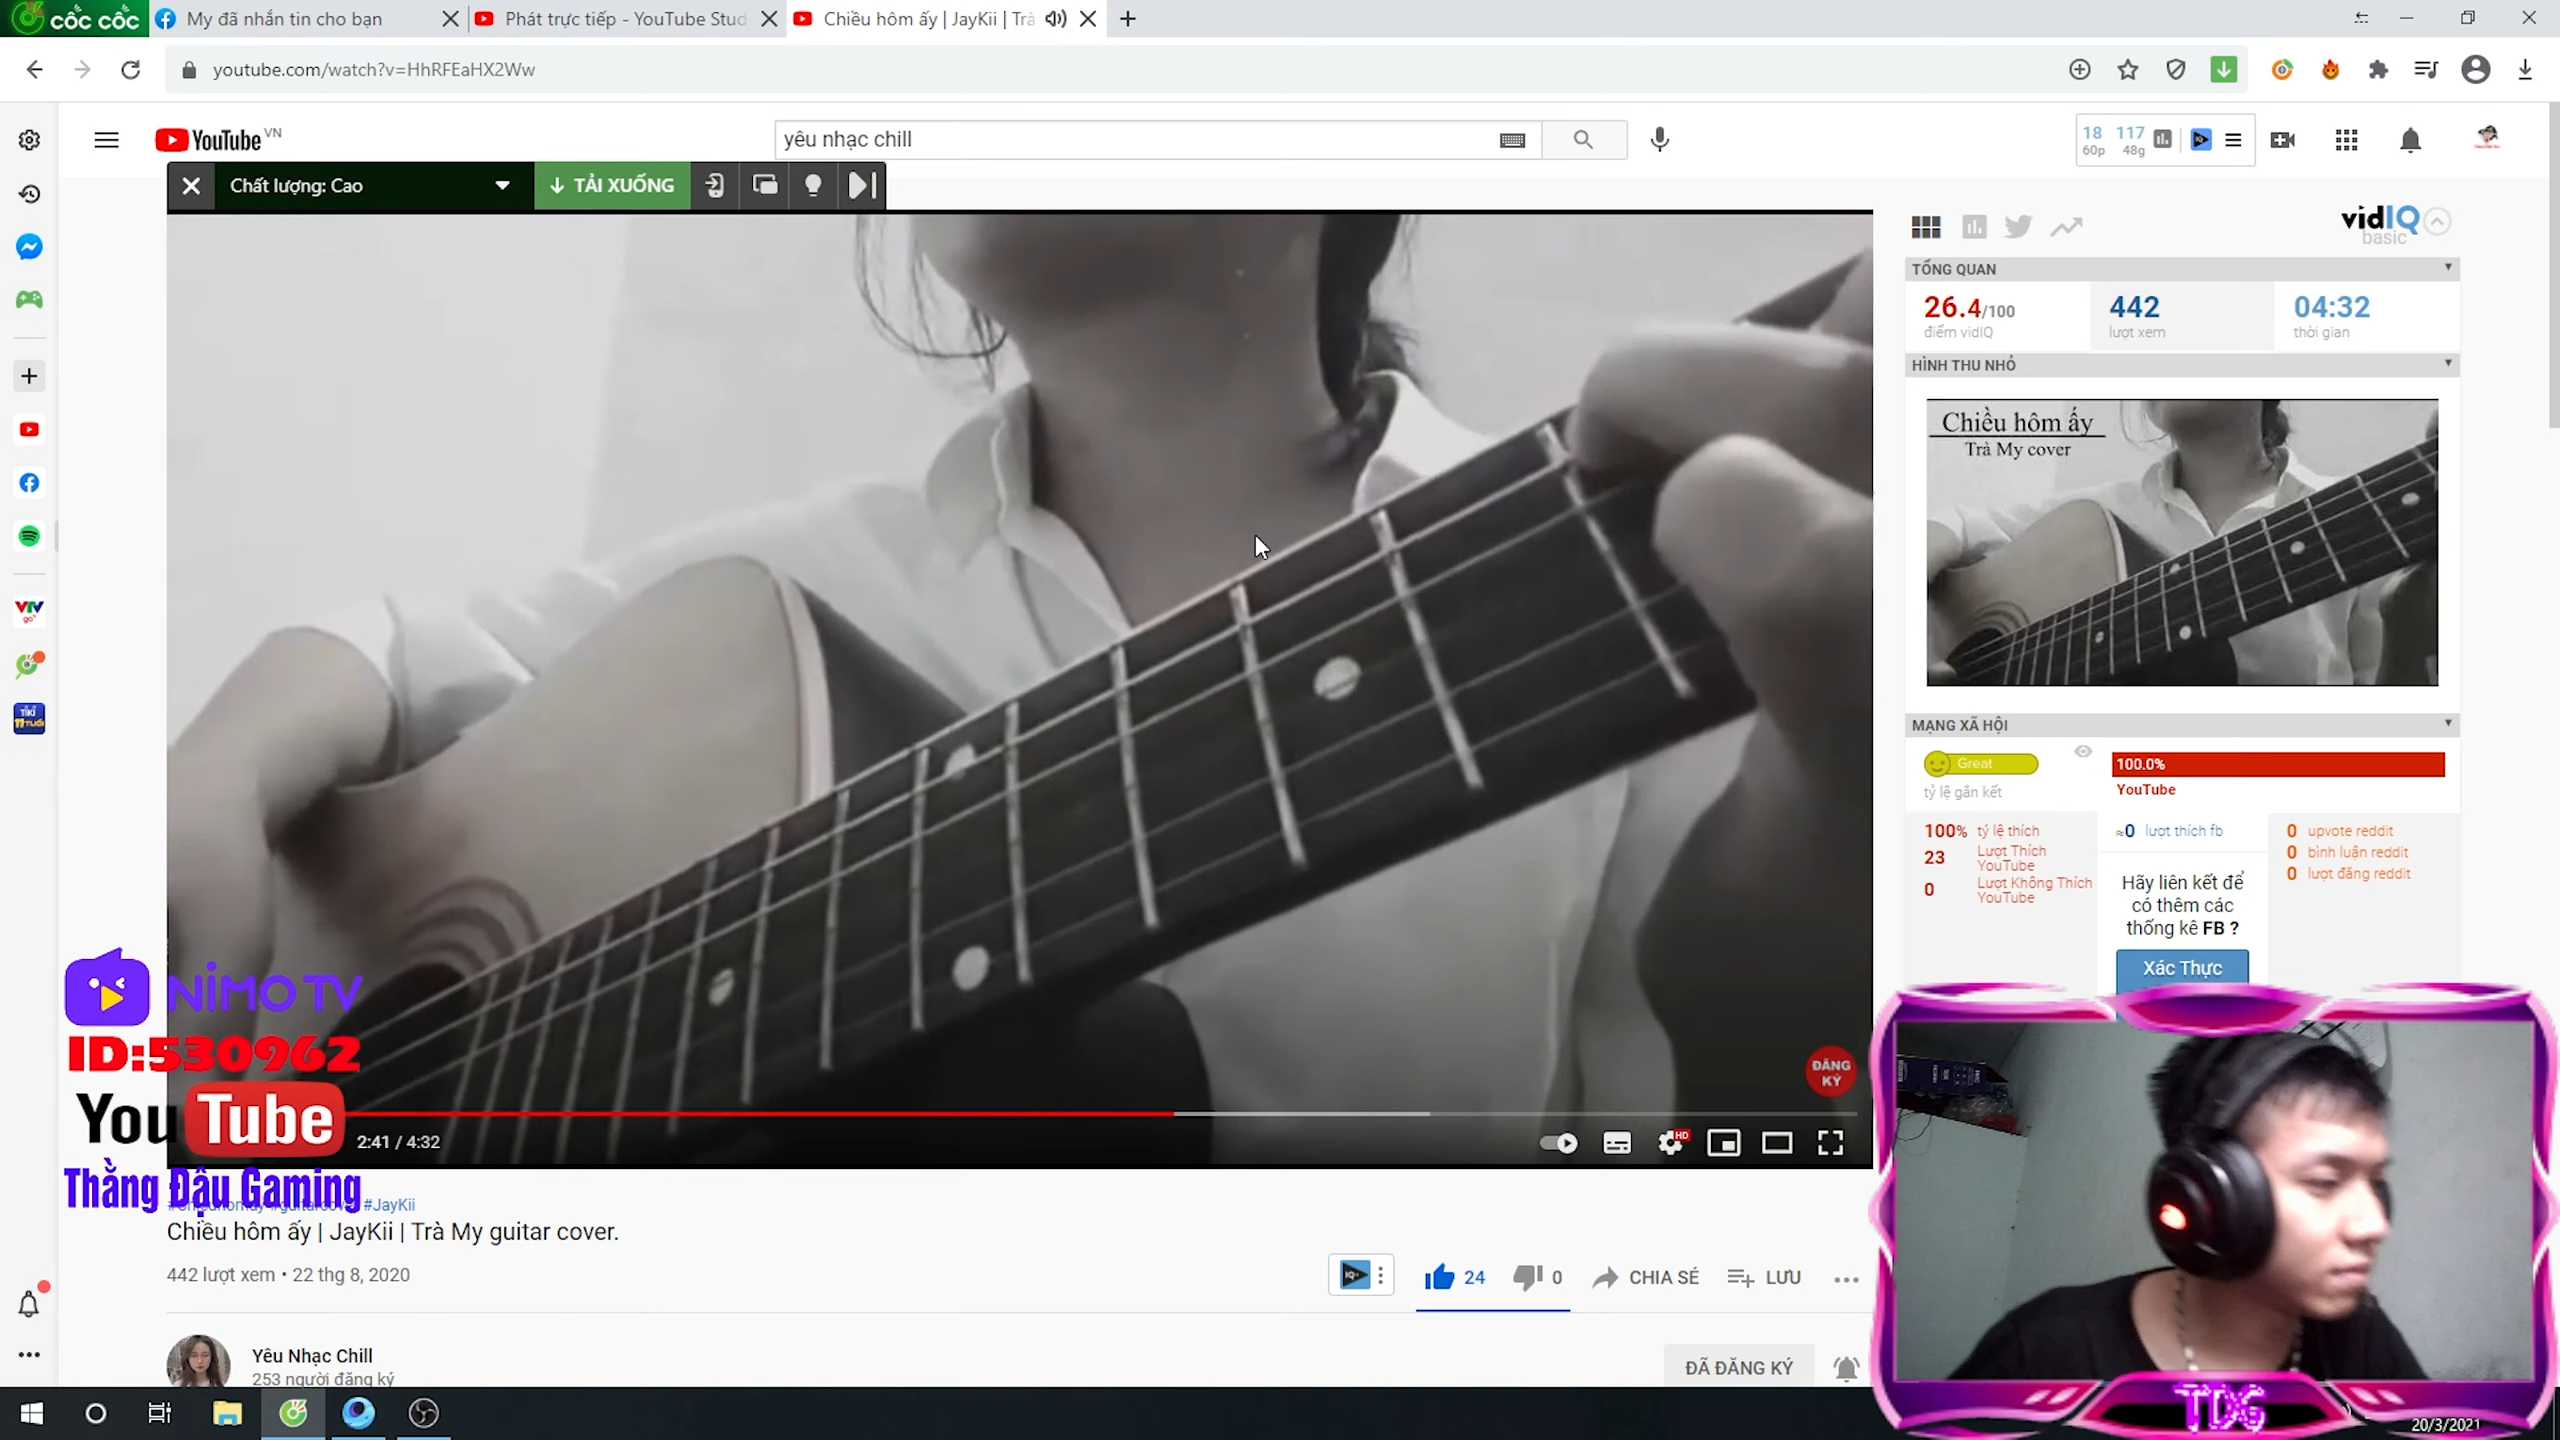 cốc cốc
My đã nhắn tin cho bạn
Phát trực tiếp - YouTube Stud
Chiều hôm ấy | JayKii | Trà
youtube.com/watch?v=HhRFEaHX2Ww
YouTube VN
yêu nhạc chill
18 117
60p 48g
Chất lượng: Cao
TẢI XUỐNG
vidIQ
basic
TỔNG QUAN
26.4/100
điểm vidIQ
442
lượt xem
04:32
thời gian
HÌNH THU NHỎ
Chiều hôm ấy
Trà My cover
MẠNG XÃ HỘI
Great
tỷ lệ gắn kết
100.0%
YouTube
100% tỷ lệ thích
23 Lượt Thích YouTube
0 Lượt Không Thích YouTube
≈0 lượt thích fb
Hãy liên kết để
có thêm các
thống kê FB ?
Xác Thực
0 upvote reddit
0 bình luận reddit
0 lượt đăng reddit
VTV
go
TIKI
11 TUỔI
NIMO TV
ID:530962
YouTube
Thằng Đậu Gaming
ĐĂNG
KÝ
2:41 / 4:32
HD
#JayKii
Chiều hôm ấy | JayKii | Trà My guitar cover.
442 lượt xem • 22 thg 8, 2020
24
0
CHIA SẺ
LƯU
Yêu Nhạc Chill
253 người đăng ký
ĐÃ ĐĂNG KÝ
TDG
20/3/2021